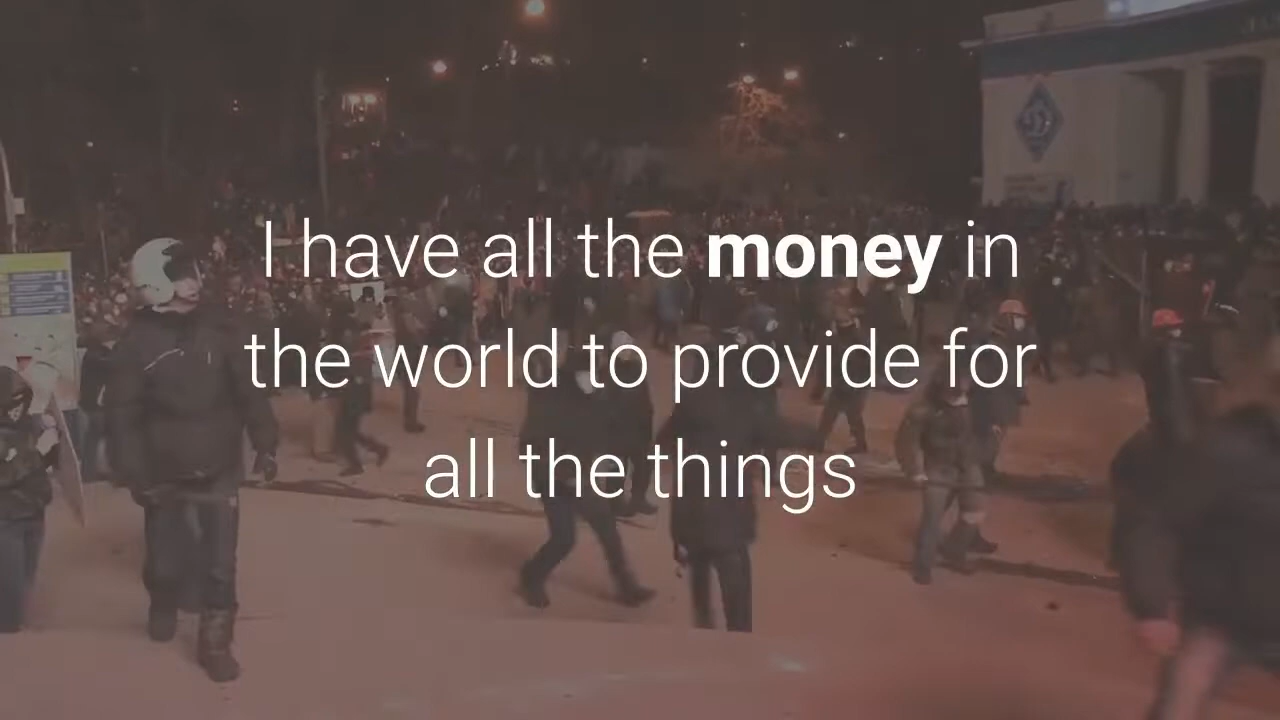 I have all the money in
the world to provide for
all the things